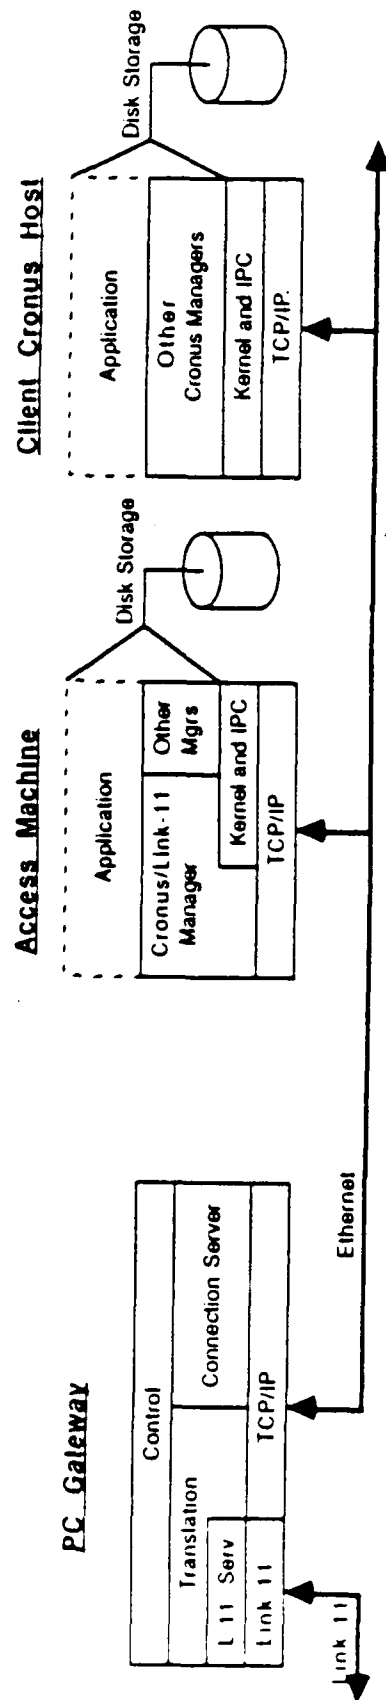 PC Gateway
Control
Translation
Connection Server
L 11 Serv
Link 11
TCP/IP
Link 11
Ethernet
Access Machine
Application
Cronus/Link-11
Manager
Other
Mgrs
Kernel and IPC
TCP/IP
Disk Storage
Client Cronus Host
Application
Other
Cronus Managers
Kernel and IPC
TCP/IP.
Disk Storage